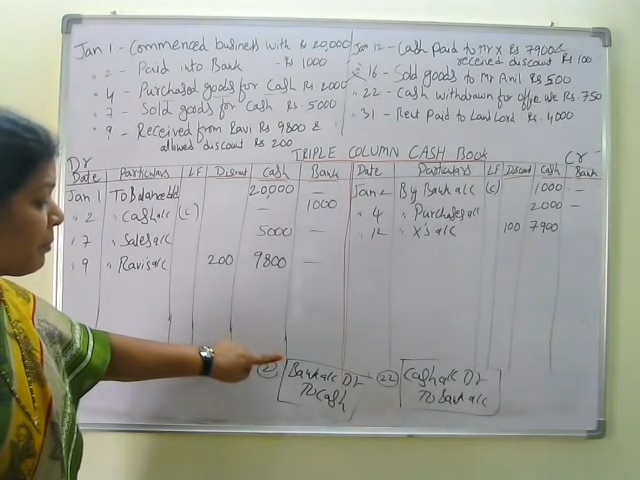 Jan 1 - Commenced business with Rs 20,000
" 2 - Paid into Bank - Rs 1000
" 4 - Purchased goods for Cash Rs 2000
" 7 - Sold goods for Cash Rs. 5000
" 9 - Received from Ravi Rs 9800 &
allowed discount Rs 200
Jan 12 - Cash paid to Mr X Rs 7900 &
received discount Rs 100
16 - Sold goods to Mr Anil Rs 500
" 22 - Cash withdrawn for offie use Rs. 750
" 31 - Rent Paid to Land Lord Rs. 4000
TRIPLE COLUMN CASH Book
Dr Cr
Date Particulars LF Discount Cash Bank Date Particulars LF Discount Cash Bank
Jan 1 To Balance b/d 20,000 — Jan 2 By Bank a/c (c) 1000 —
" 2 " Cash a/c (c) — 1000 " 4 " Purchases a/c 2000 —
" 7 " Sales a/c 5000 — " 12 " X's a/c 100 7900
" 9 " Ravis a/c 200 9800 —
(2) Bank a/c Dr
To Cash
(22) Cash a/c Dr
To Bank a/c